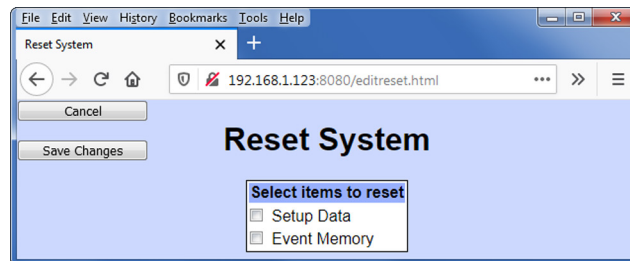 File Edit View History Bookmarks Tools Help
Reset System
192.168.1.123:8080/editreset.html
Cancel
Reset System
Save Changes
Select items to reset
Setup Data
Event Memory